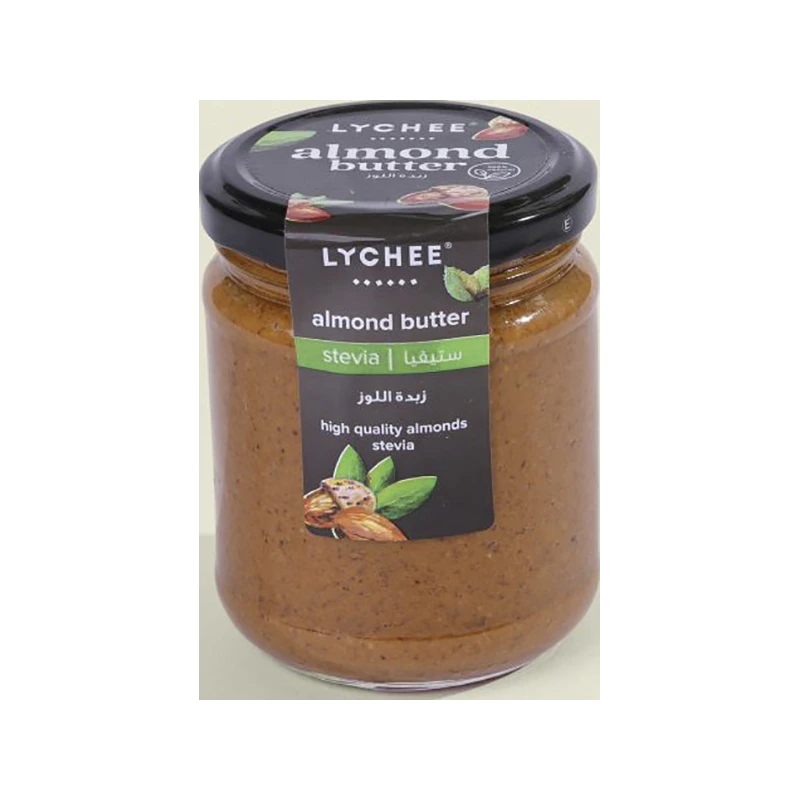 LYCHEE®
almond
butter
زبدة اللوز
LYCHEE®
almond butter
stevia | ستيفيا
زبدة اللوز
high quality almonds
stevia